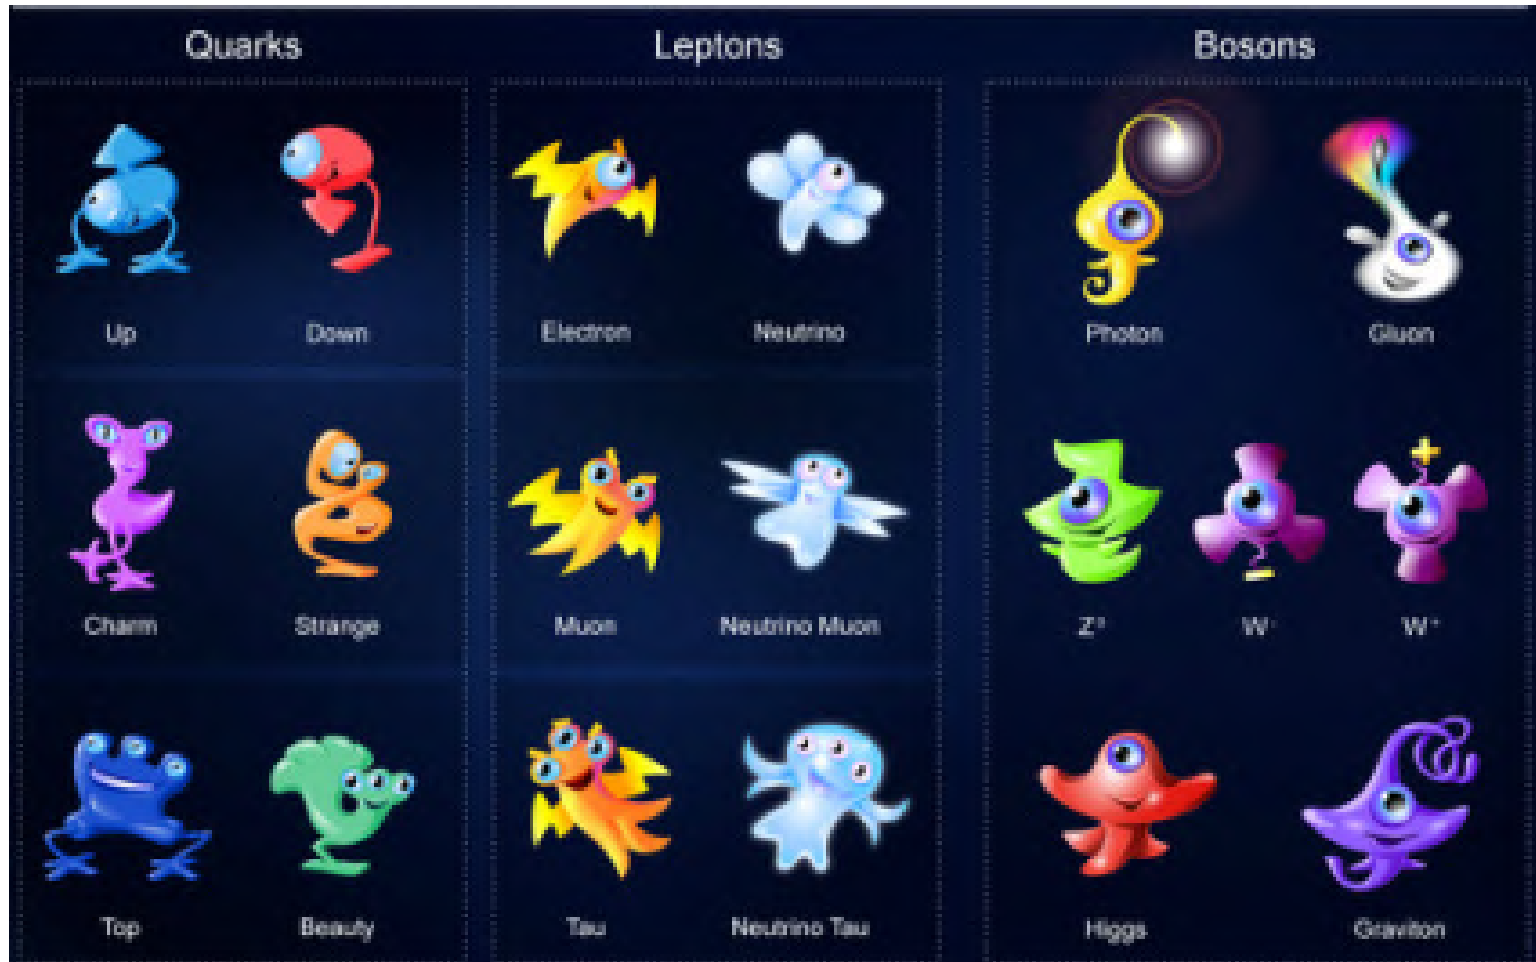 Quarks
Leptons
Bosons
Up
Down
Electron
Neutrino
Photon
Gluon
Charm
Strange
Muon
Neutrino Muon
Z°
W⁻
W⁺
Top
Beauty
Tau
Neutrino Tau
Higgs
Graviton